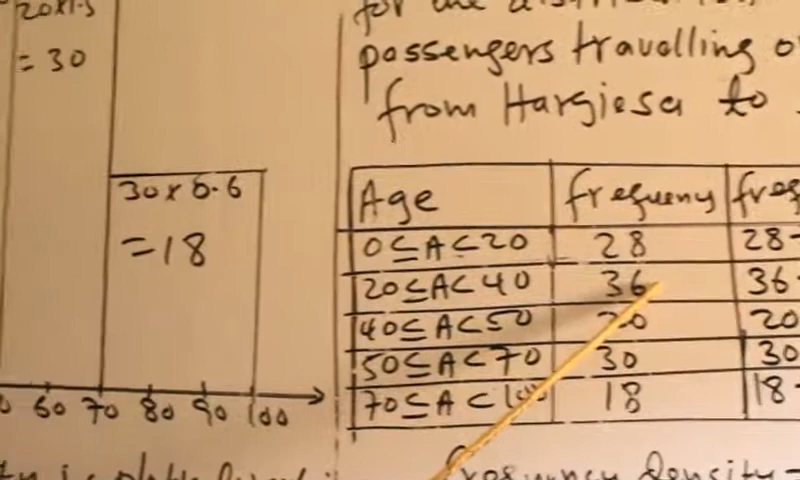 20x1.5
= 30
30 x 0.6
= 18
60 70 80 90 100
for the
passengers travelling
from Hargiesa to
Age frequency
0≤A<20 28 28
20≤A<40 36 36
40≤A<50 20 20
50≤A<70 30 30
70≤A<100 18 18
frequency density